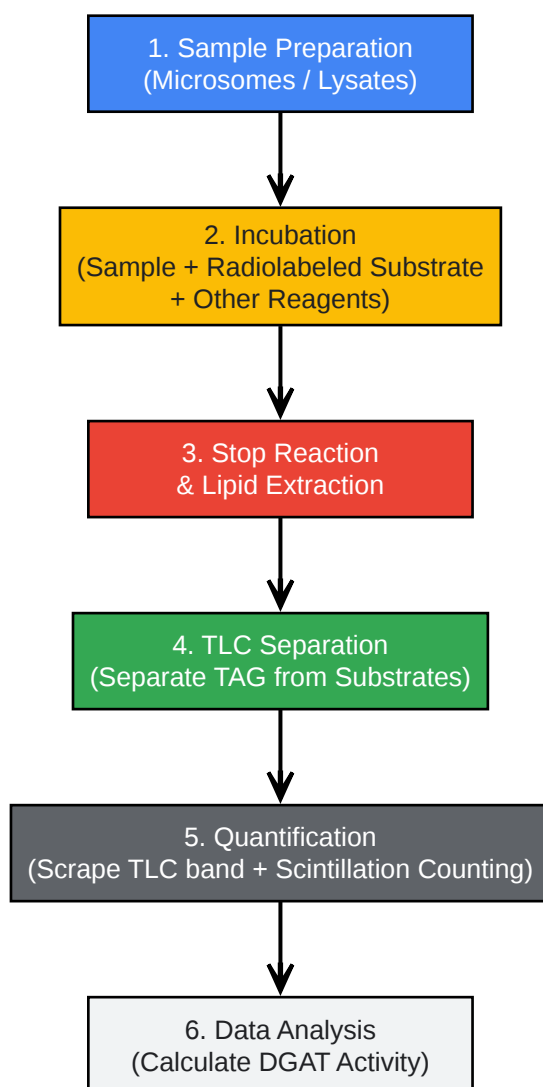 1. Sample Preparation
(Microsomes / Lysates)
2. Incubation
(Sample + Radiolabeled Substrate
+ Other Reagents)
3. Stop Reaction
& Lipid Extraction
4. TLC Separation
(Separate TAG from Substrates)
5. Quantification
(Scrape TLC band + Scintillation Counting)
6. Data Analysis
(Calculate DGAT Activity)